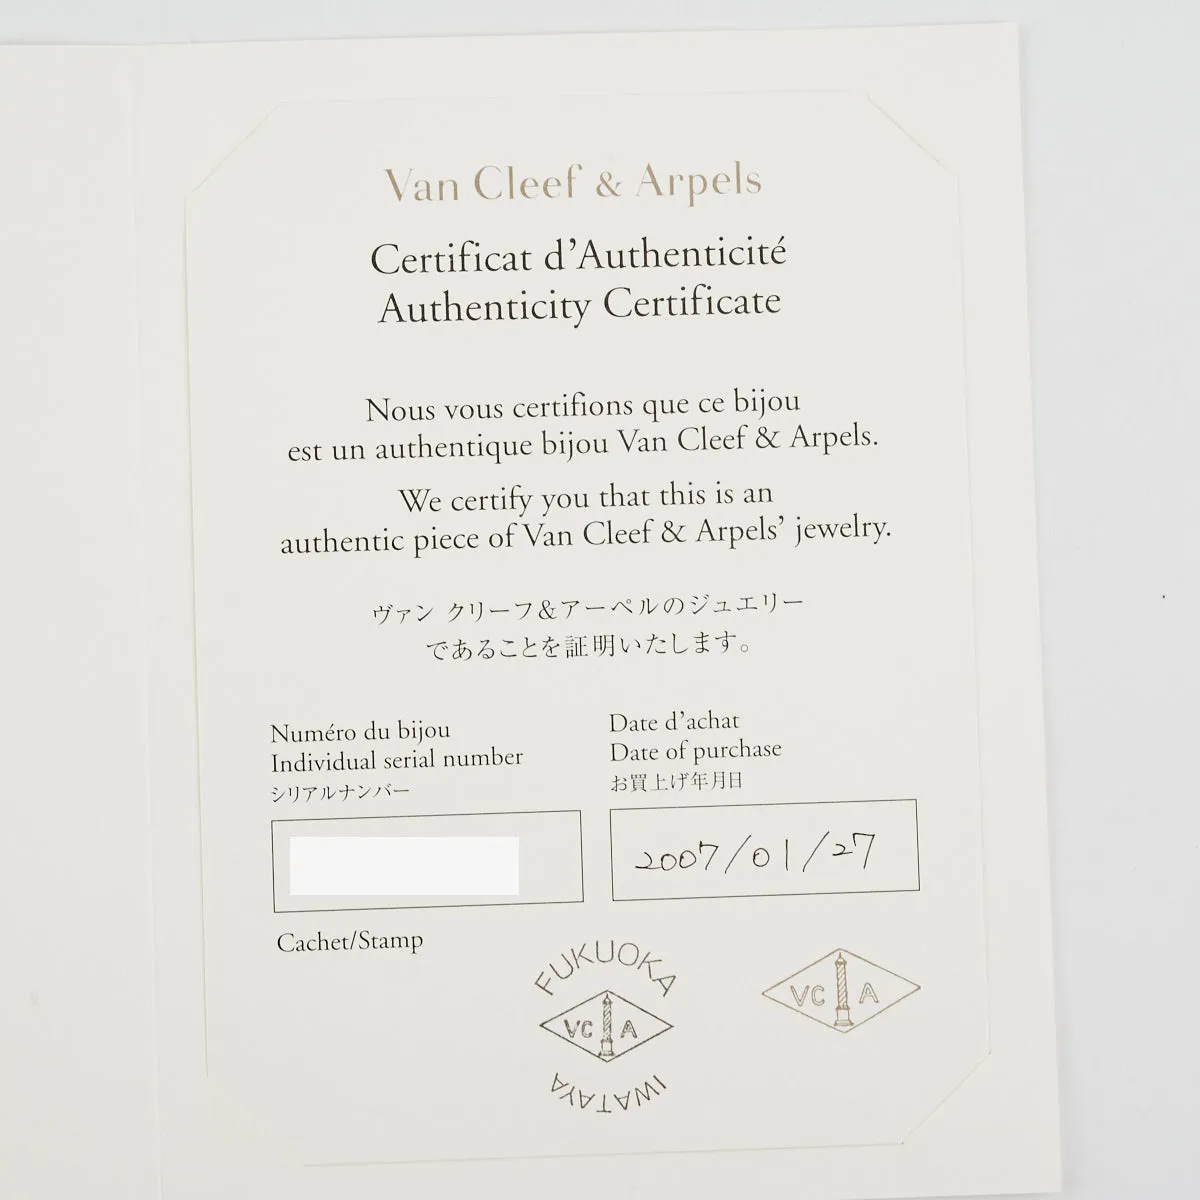 Van Cleef & Arpels
Certificat d’Authenticité
Authenticity Certificate
Nous vous certifions que ce bijou
est un authentique bijou Van Cleef & Arpels.
We certify you that this is an
authentic piece of Van Cleef & Arpels’ jewelry.
ヴァン クリーフ&アーペルのジュエリー
であることを証明いたします。
Numéro du bijou
Individual serial number
シリアルナンバー
Date d’achat
Date of purchase
お買上げ年月日
2007/01/27
Cachet/Stamp
FUKUOKA
VC A
IWATAYA
VC A